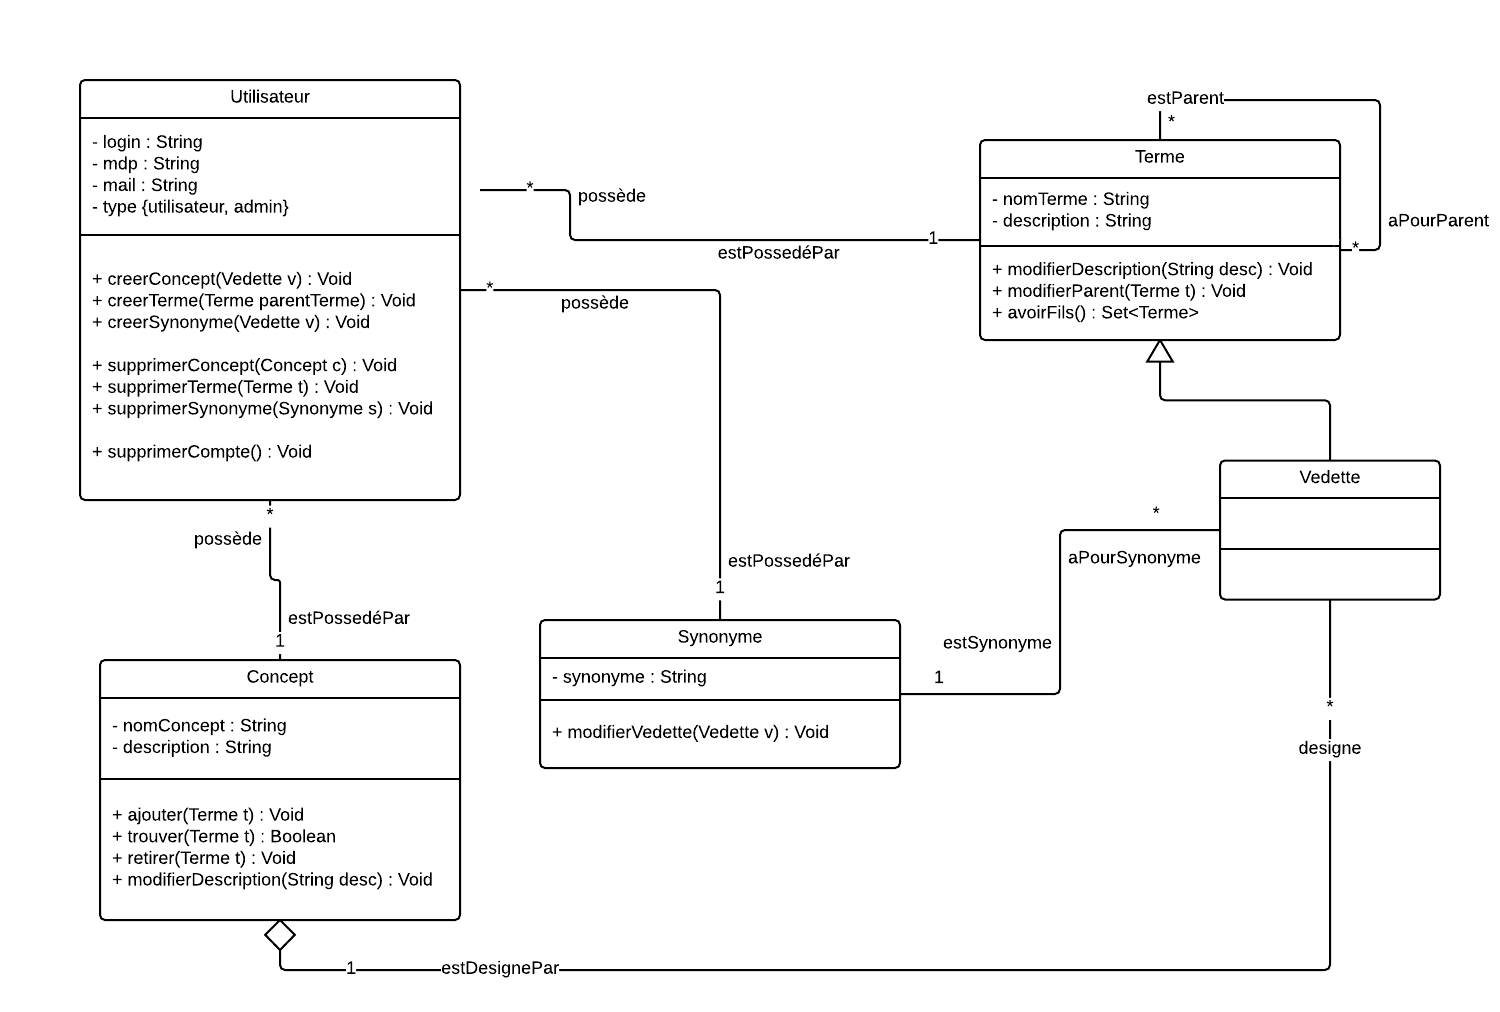 Utilisateur
- login : String
- mdp : String
- mail : String
- type {utilisateur, admin}
+ creerConcept(Vedette v) : Void
+ creerTerme(Terme parentTerme) : Void
+ creerSynonyme(Vedette v) : Void
+ supprimerConcept(Concept c) : Void
+ supprimerTerme(Terme t) : Void
+ supprimerSynonyme(Synonyme s) : Void
+ supprimerCompte() : Void
*
possède
estPossedéPar
1
*
possède
estPossedéPar
1
estParent
*
Terme
- nomTerme : String
- description : String
+ modifierDescription(String desc) : Void
+ modifierParent(Terme t) : Void
+ avoirFils() : Set<Terme>
aPourParent
*
*
possède
estPossedéPar
1
Vedette
*
aPourSynonyme
estSynonyme
1
Synonyme
- synonyme : String
+ modifierVedette(Vedette v) : Void
Concept
- nomConcept : String
- description : String
+ ajouter(Terme t) : Void
+ trouver(Terme t) : Boolean
+ retirer(Terme t) : Void
+ modifierDescription(String desc) : Void
*
designe
1
estDesignePar